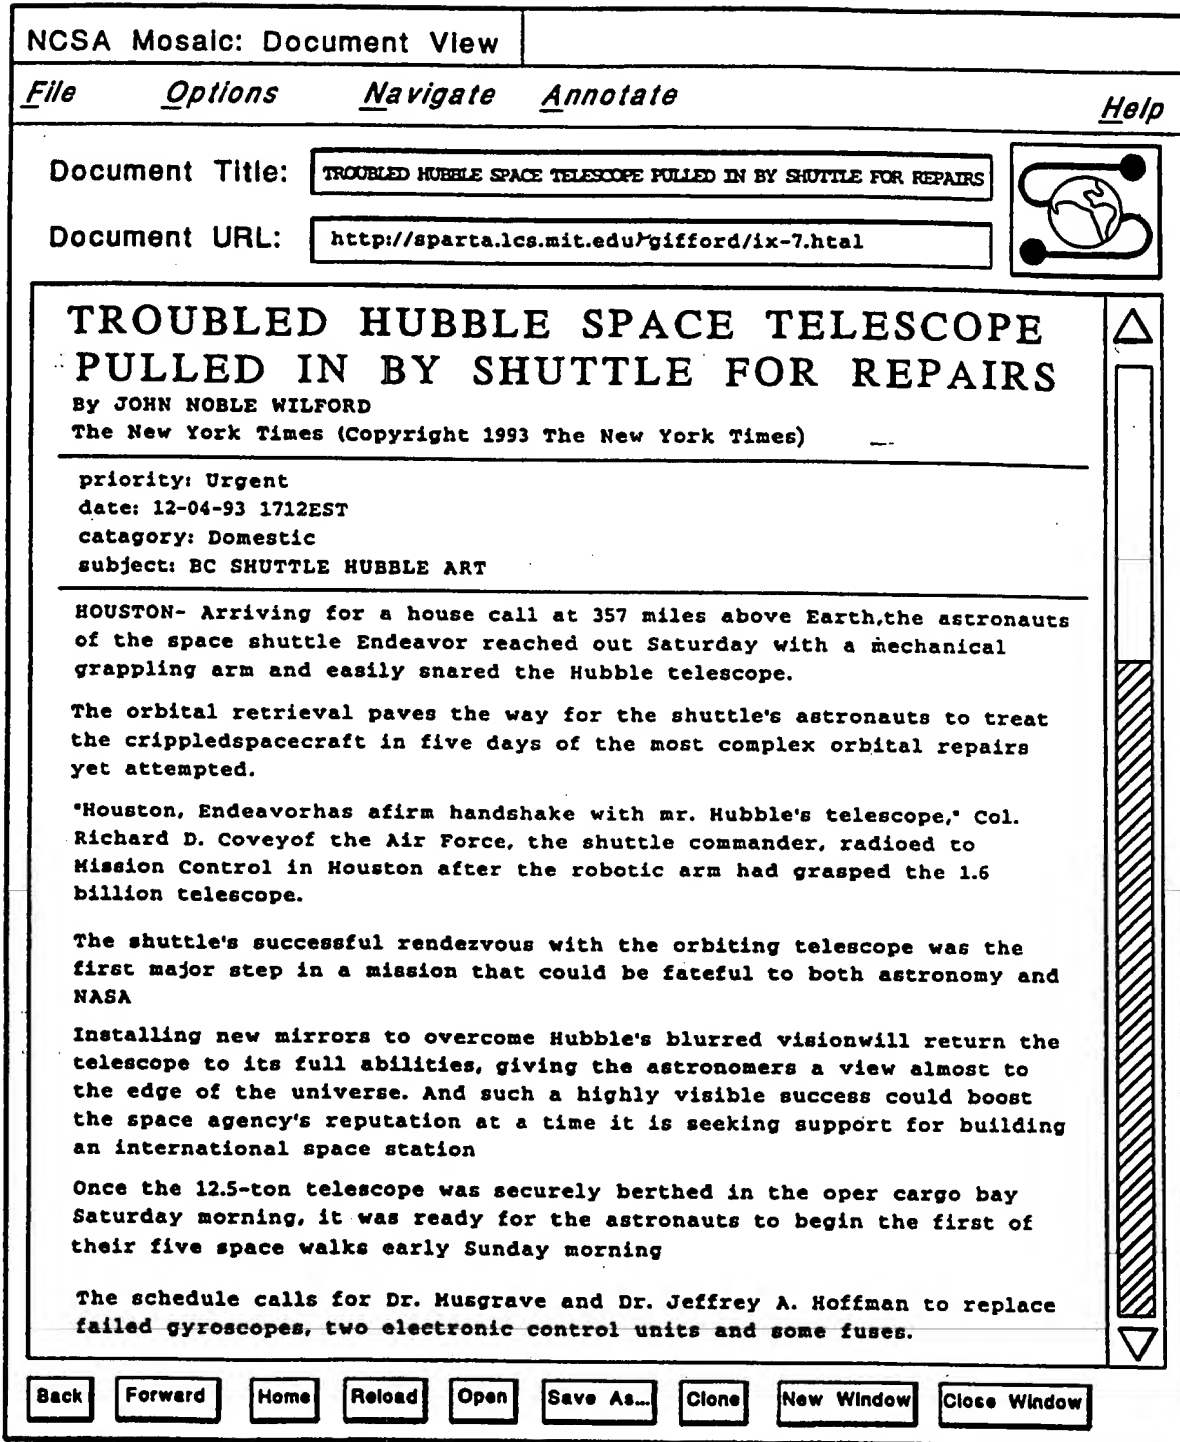 NCSA Mosaic: Document View
File Options Navigate Annotate Help
Document Title: TROUBLED HUBBLE SPACE TELESCOPE PULLED IN BY SHUTTLE FOR REPAIRS
Document URL: http://sparta.lcs.mit.edu/gifford/ix-7.htal
TROUBLED HUBBLE SPACE TELESCOPE
PULLED IN BY SHUTTLE FOR REPAIRS
By JOHN NOBLE WILFORD
The New York Times (Copyright 1993 The New York Times)
priority: Urgent
date: 12-04-93 1712EST
catagory: Domestic
subject: BC SHUTTLE HUBBLE ART
HOUSTON- Arriving for a house call at 357 miles above Earth,the astronauts
of the space shuttle Endeavor reached out Saturday with a mechanical
grappling arm and easily snared the Hubble telescope.
The orbital retrieval paves the way for the shuttle's astronauts to treat
the crippledspacecraft in five days of the most complex orbital repairs
yet attempted.
"Houston, Endeavorhas afirm handshake with mr. Hubble's telescope," Col.
Richard D. Coveyof the Air Force, the shuttle commander, radioed to
Mission Control in Houston after the robotic arm had grasped the 1.6
billion telescope.
The shuttle's successful rendezvous with the orbiting telescope was the
first major step in a mission that could be fateful to both astronomy and
NASA
Installing new mirrors to overcome Hubble's blurred visionwill return the
telescope to its full abilities, giving the astronomers a view almost to
the edge of the universe. And such a highly visible success could boost
the space agency's reputation at a time it is seeking support for building
an international space station
Once the 12.5-ton telescope was securely berthed in the oper cargo bay
Saturday morning, it was ready for the astronauts to begin the first of
their five space walks early Sunday morning
The schedule calls for Dr. Musgrave and Dr. Jeffrey A. Hoffman to replace
failed gyroscopes, two electronic control units and some fuses.
Back Forward Home Reload Open Save As... Clone New Window Close Window